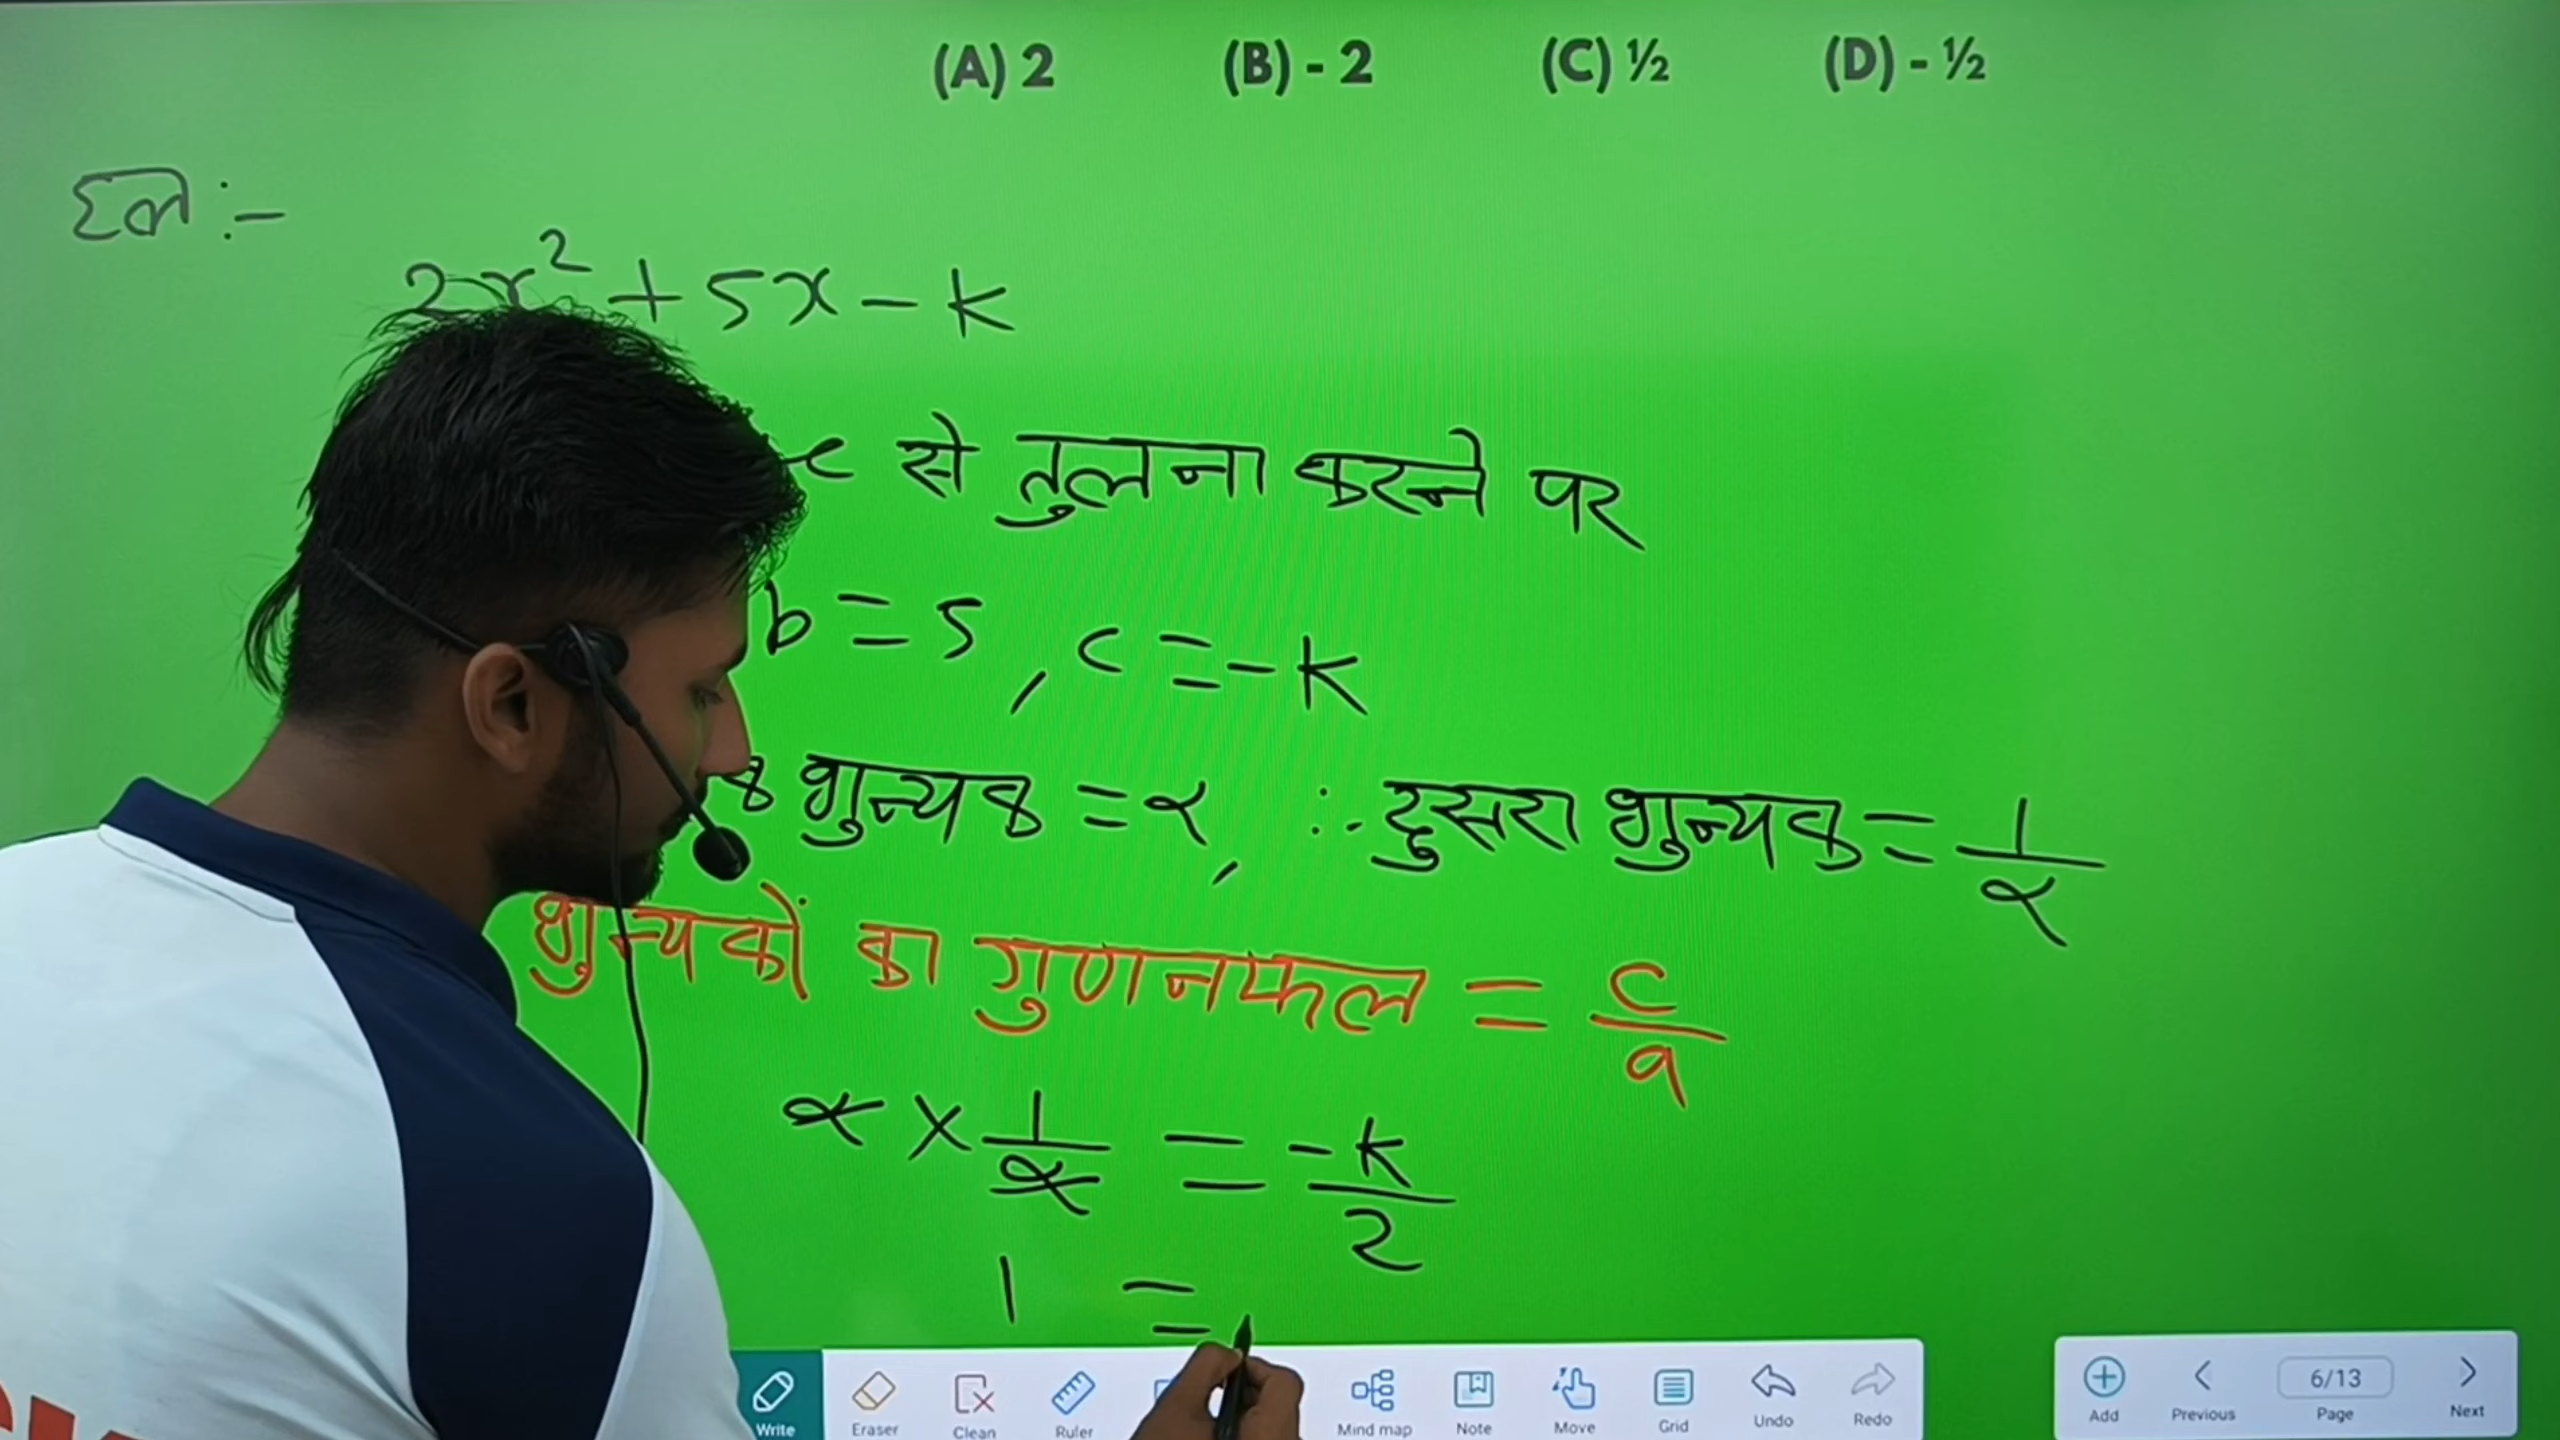 (A) 2 (B) - 2 (C) ½ (D) - ½
हल :-
2x² + 5x - k
c से तुलना करने पर
b = 5, c = -k
शुन्यक = α, ∴ दुसरा शुन्यक = 1/α
शुन्यकों का गुणनफल = c/a
α × 1/α = -k/2
1 =
Write Eraser Clean Ruler Mind map Note Move Grid Undo Redo
Add Previous 6/13 Page Next